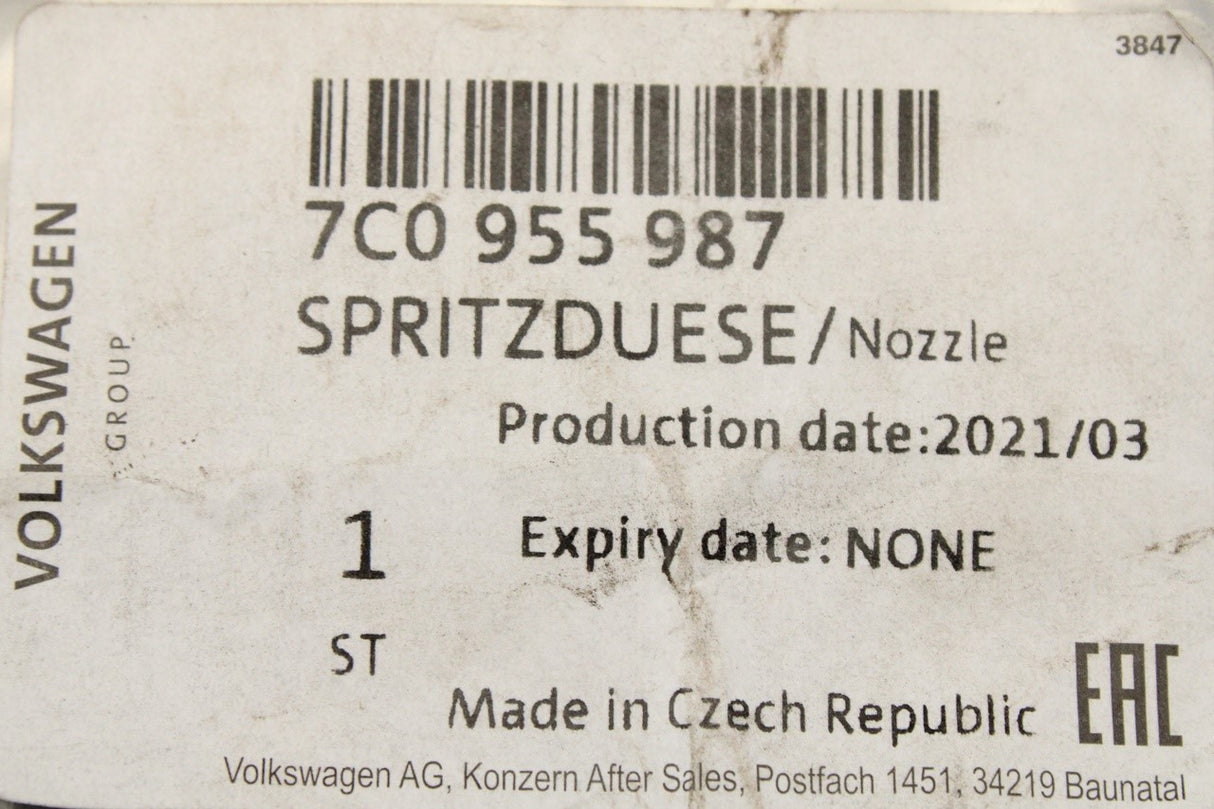 3847
7C0 955 987
SPRITZDUESE/Nozzle
Production date:2021/03
1
Expiry date: NONE
ST
Made in Czech Republic
EAC
Volkswagen AG, Konzern After Sales, Postfach 1451, 34219 Baunatal
VOLKSWAGEN
GROUP